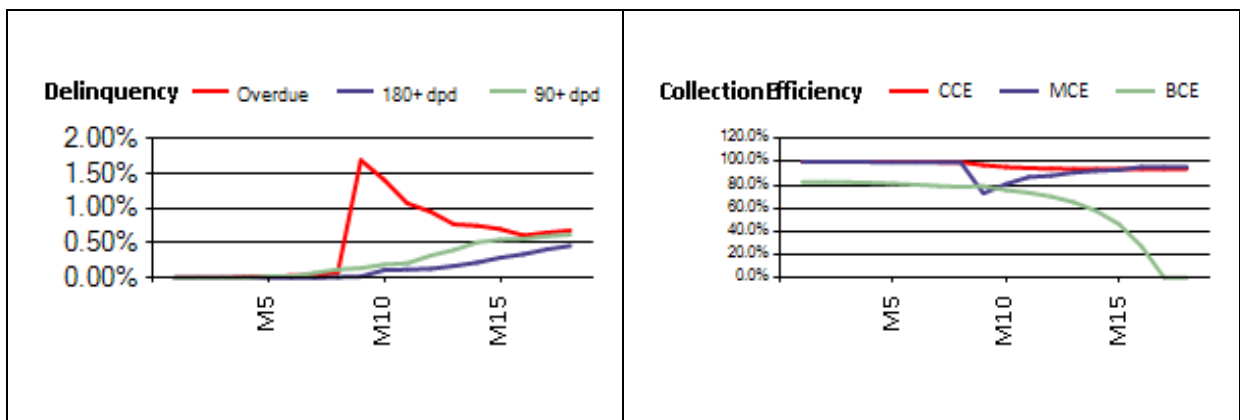 Delinquency Overdue 180+ dpd 90+ dpd
2.00%
1.50%
1.00%
0.50%
0.00%
M5
M10
M15
Collection Efficiency CCE MCE BCE
120.0%
100.0%
80.0%
60.0%
40.0%
20.0%
0.0%
M5
M10
M15